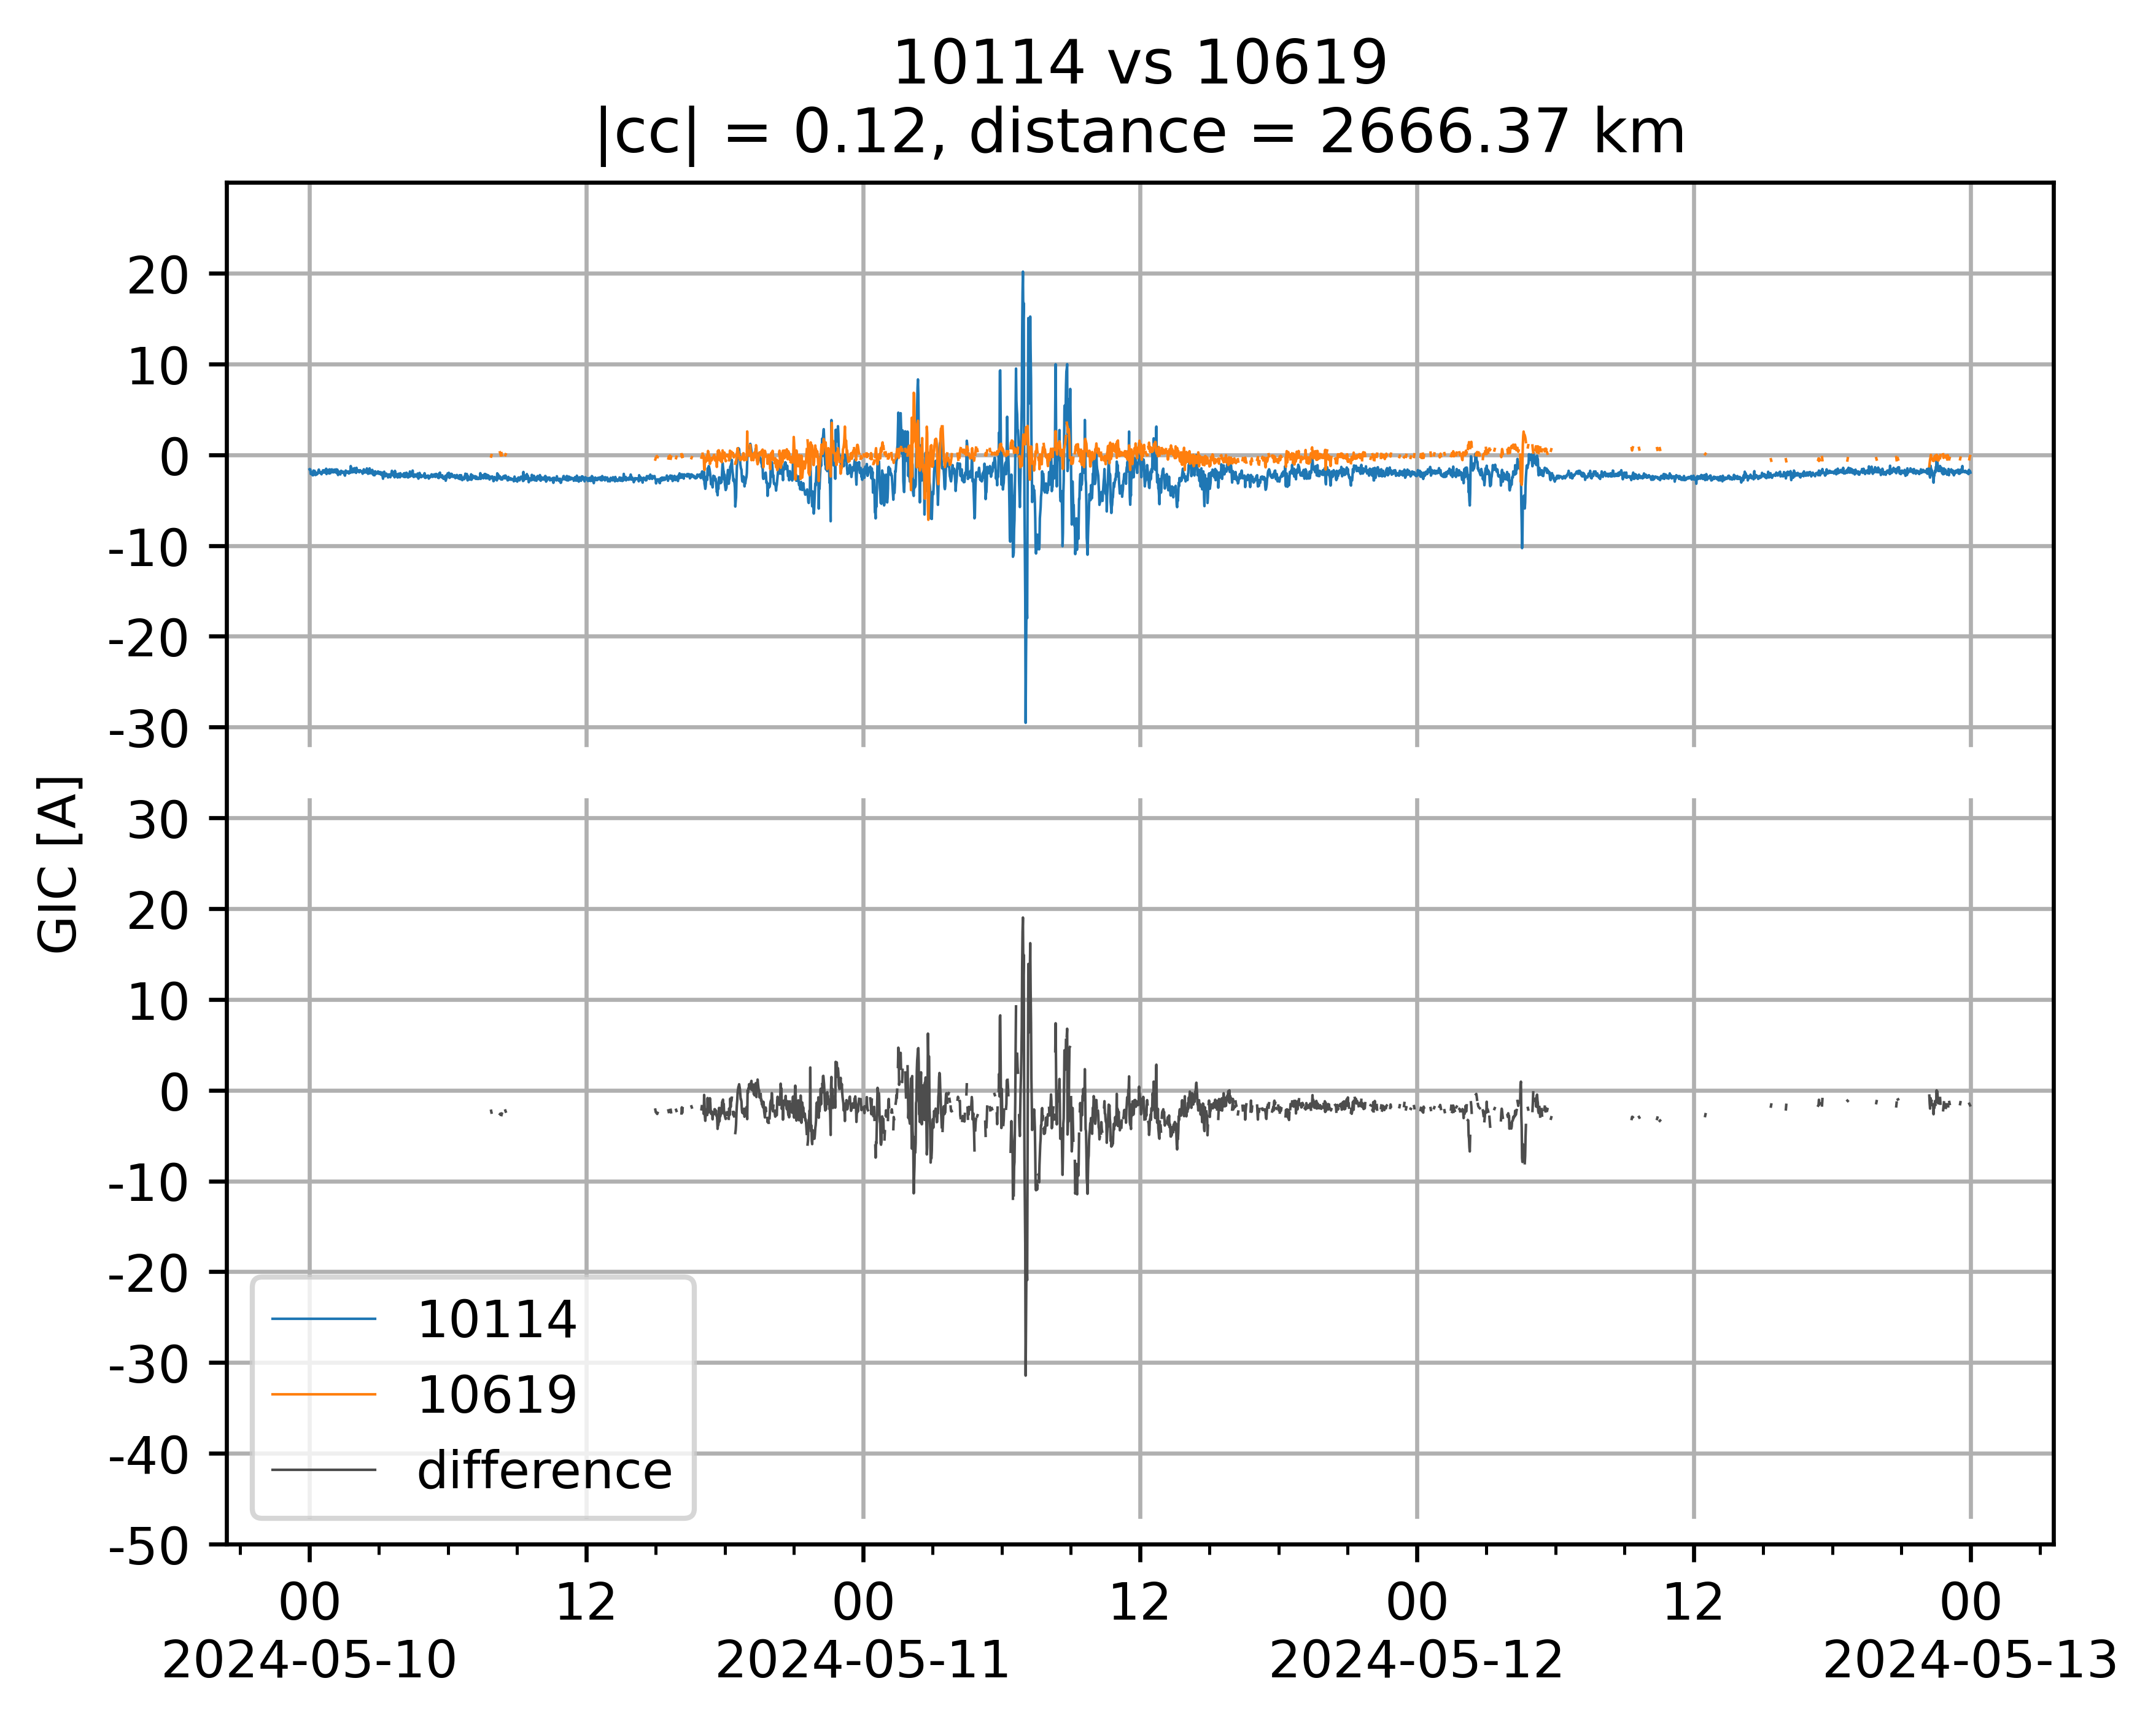 10114 vs 10619
|cc| = 0.12, distance = 2666.37 km
GIC [A]
20
10
0
-10
-20
-30
30
20
10
0
-10
-20
-30
-40
-50
10114
10619
difference
00 12 00 12 00 12 00
2024-05-10 2024-05-11 2024-05-12 2024-05-13